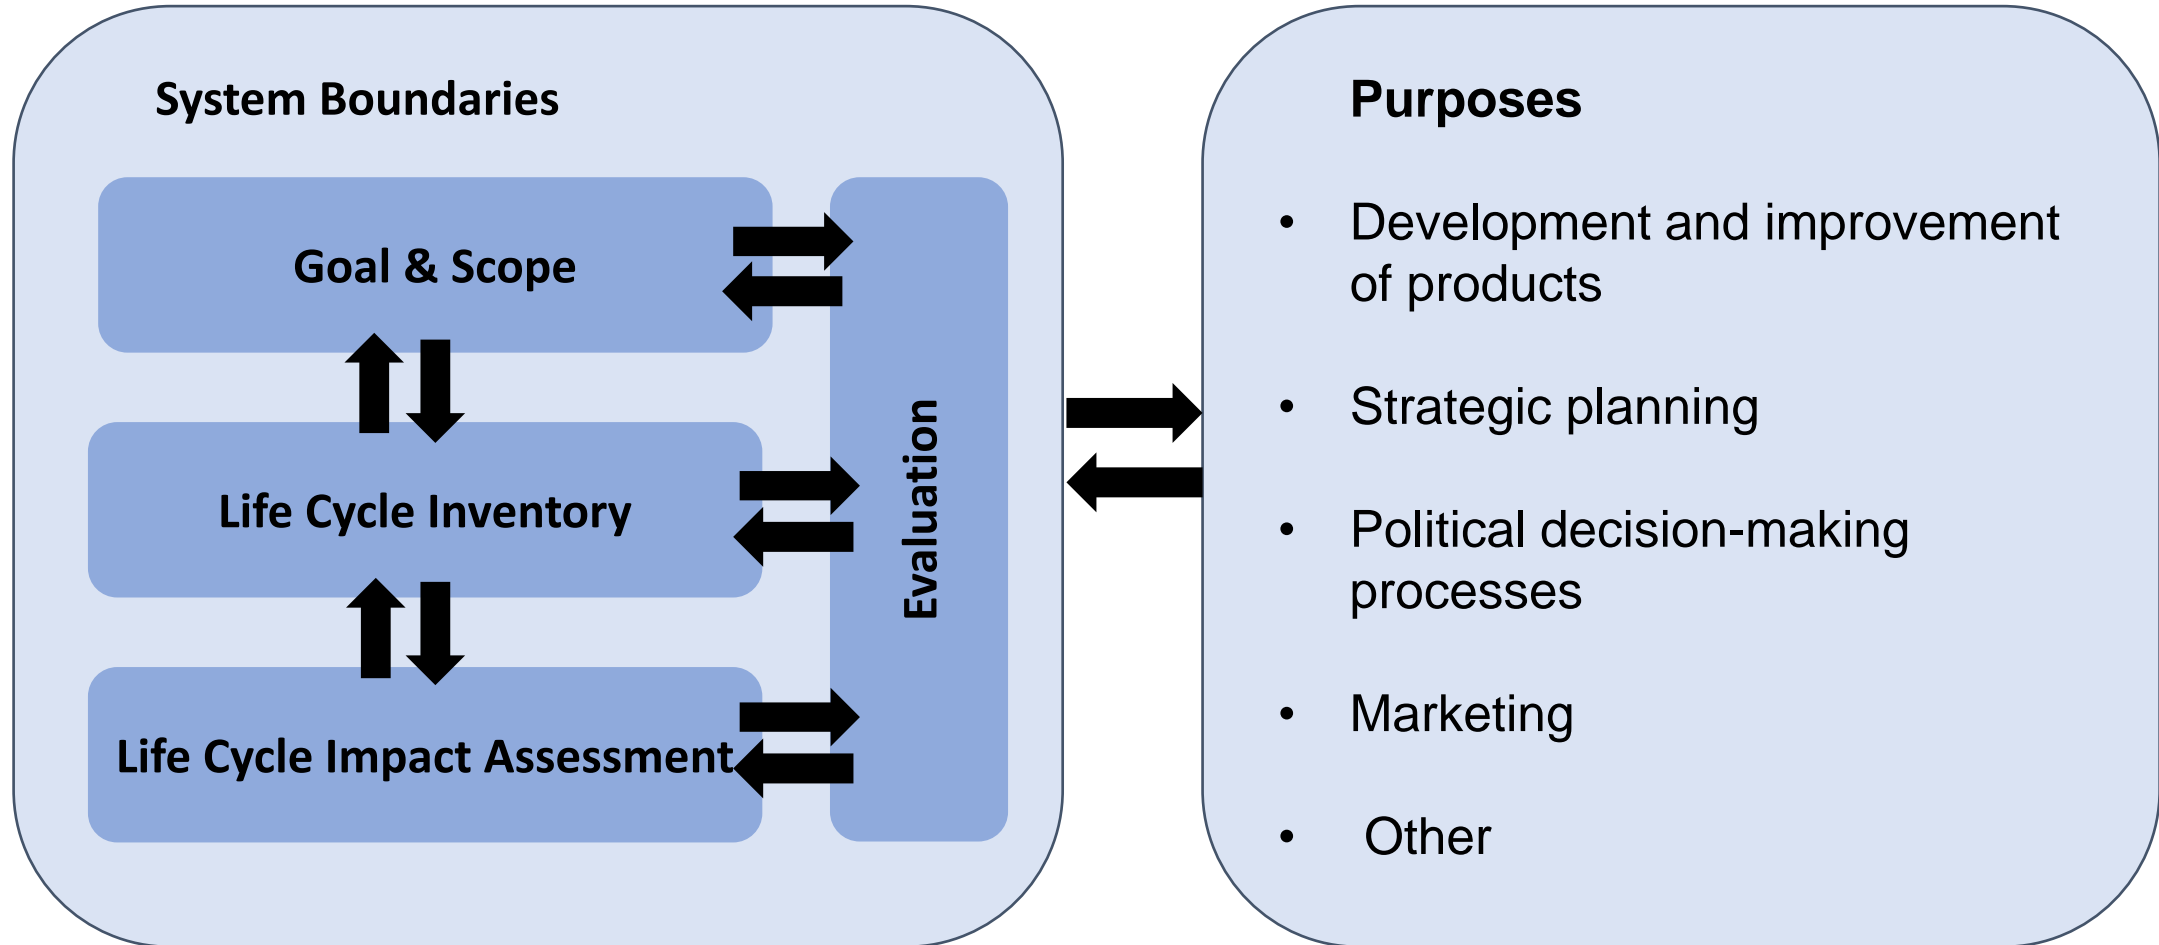 System Boundaries
Goal & Scope
Life Cycle Inventory
Life Cycle Impact Assessment
Evaluation
Purposes
• Development and improvement
of products
• Strategic planning
• Political decision-making
processes
• Marketing
• Other